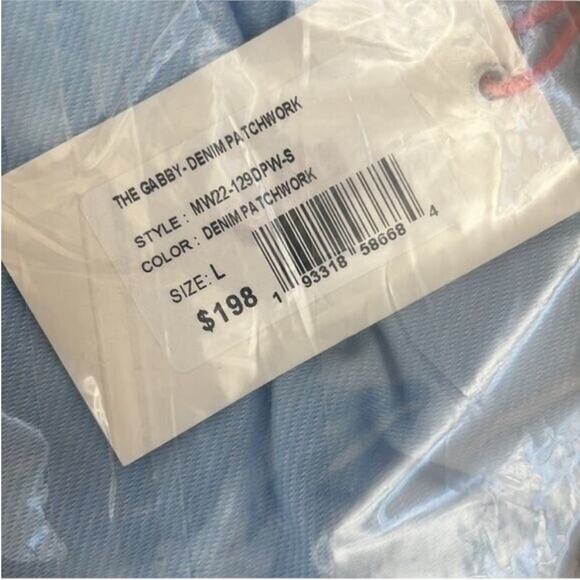 THE GABBY - DENIM PATCHWORK
STYLE : MW22-129DPW-S
COLOR : DENIM PATCHWORK
SIZE: L
$198
1 93318 58668 4